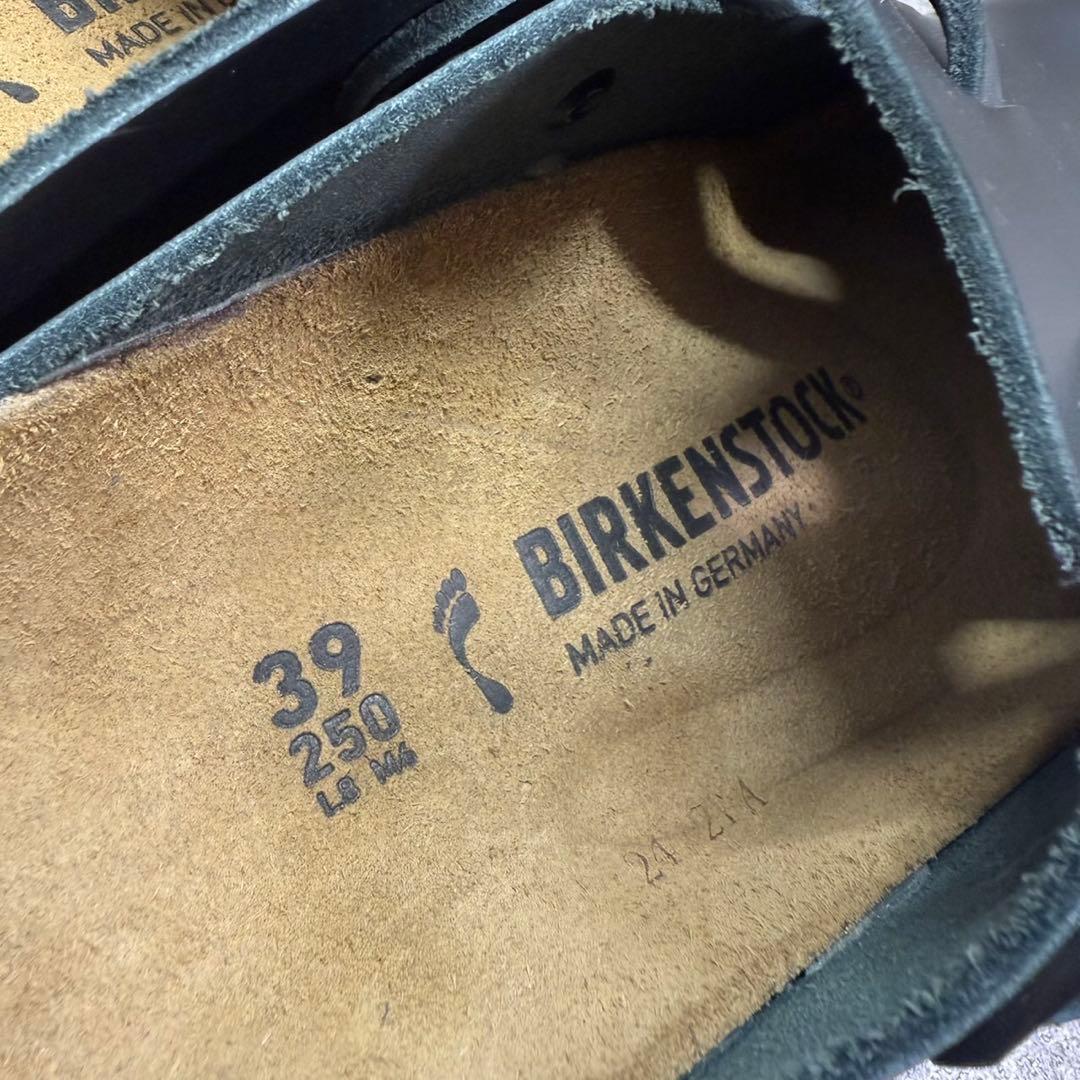 MADE IN
BIRKENSTOCK®
MADE IN GERMANY
39
250
L8 M6